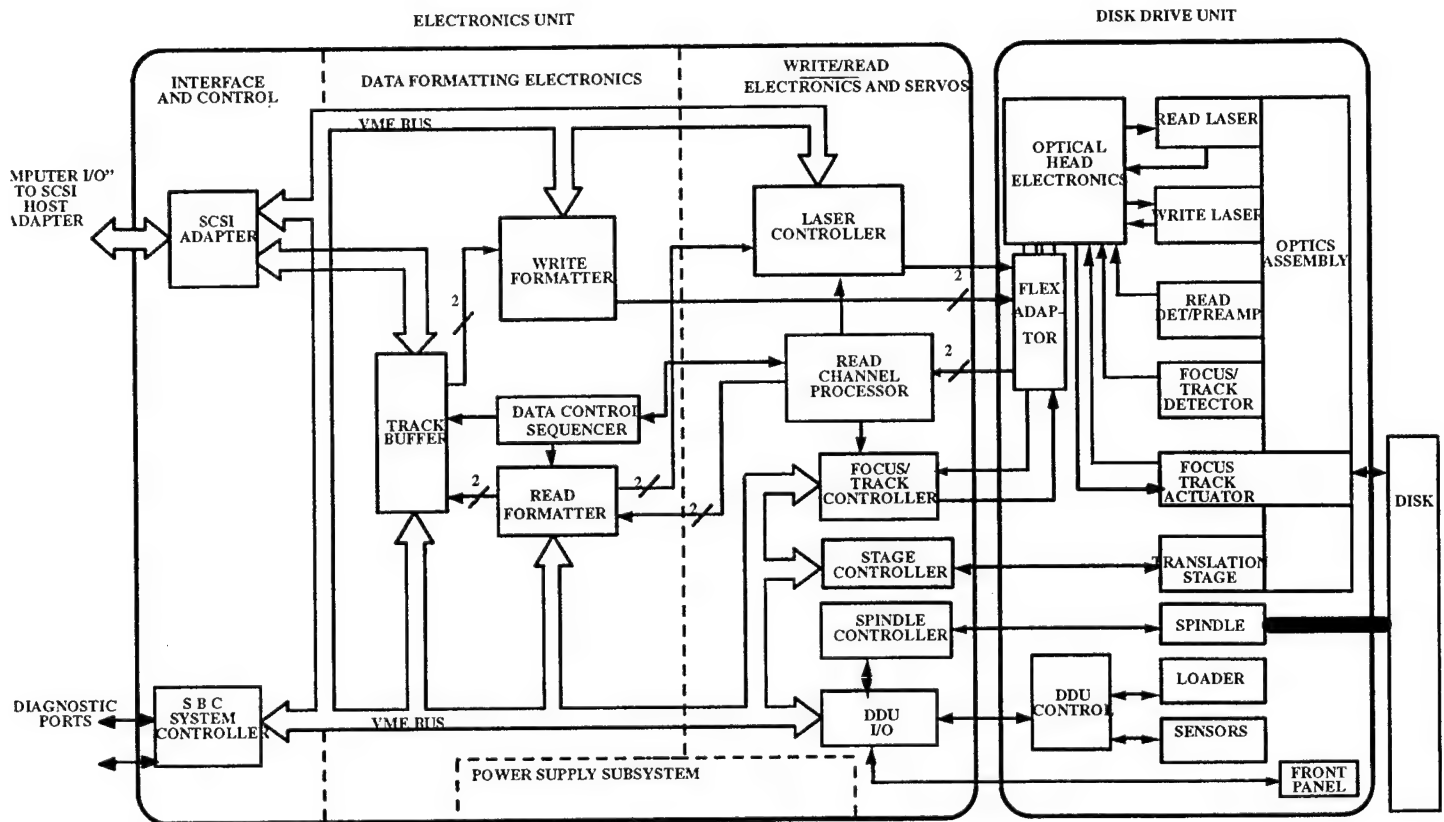 ELECTRONICS UNIT
DISK DRIVE UNIT
INTERFACE
AND CONTROL
DATA FORMATTING ELECTRONICS
WRITE/READ
ELECTRONICS AND SERVOS
VME BUS
MPUTER I/O"
TO SCSI
HOST
ADAPTER
SCSI
ADAPTER
WRITE
FORMATTER
2
LASER
CONTROLLER
2
OPTICAL
HEAD
ELECTRONICS
READ LASER
WRITE LASER
OPTICS
ASSEMBLY
FLEX
ADAP-
TOR
READ
DET/PREAMP
READ
CHANNEL
PROCESSOR
2
FOCUS/
TRACK
DETECTOR
TRACK
BUFFER
DATA CONTROL
SEQUENCER
2
READ
FORMATTER
2
2
FOCUS/
TRACK
CONTROLLER
FOCUS
TRACK
ACTUATOR
DISK
STAGE
CONTROLLER
TRANSLATION
STAGE
SPINDLE
CONTROLLER
SPINDLE
DIAGNOSTIC
PORTS
S B C
SYSTEM
CONTROLLER
VME BUS
DDU
I/O
DDU
CONTROL
LOADER
SENSORS
POWER SUPPLY SUBSYSTEM
FRONT
PANEL